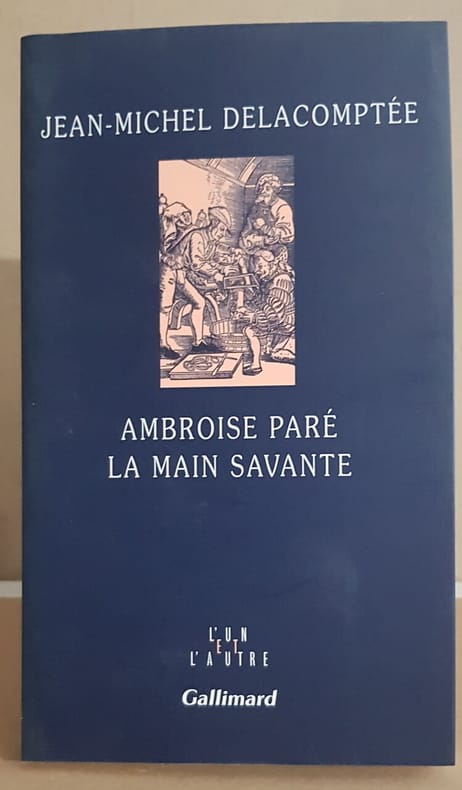 JEAN-MICHEL DELACOMPTÉE
AMBROISE PARÉ
LA MAIN SAVANTE
L'UN
ET
L'AUTRE
Gallimard